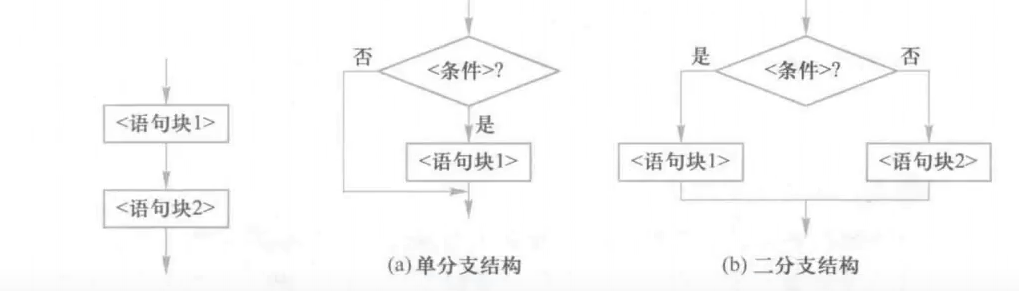 <语句块1>
<语句块2>
否
<条件>?
是
<语句块1>
(a) 单分支结构
是
<条件>?
否
<语句块1>
<语句块2>
(b) 二分支结构